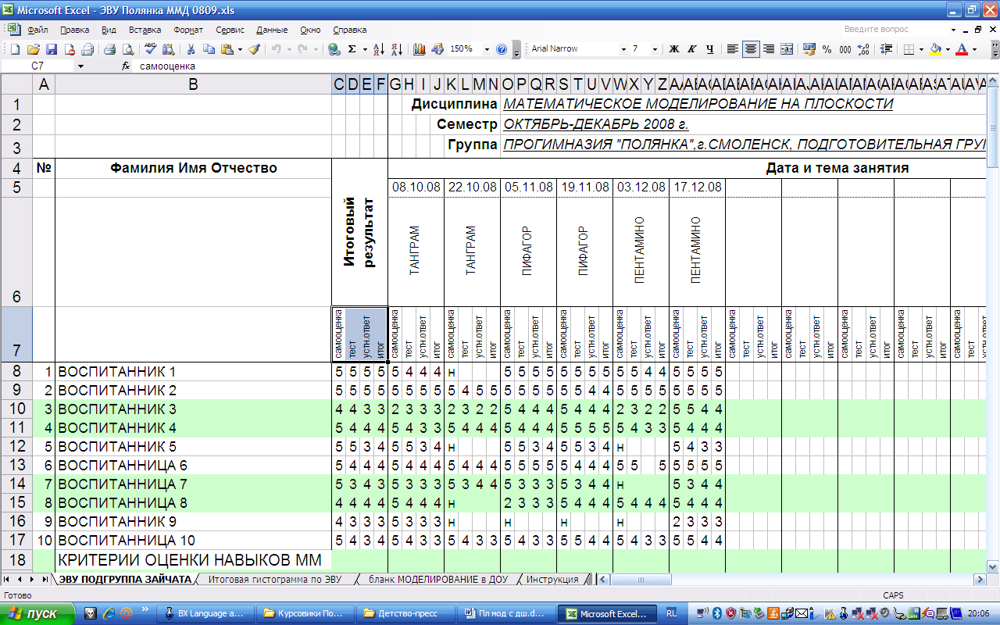 Microsoft Excel - ЭВУ Полянка ММД 0809.xls
Файл Правка Вид Вставка Формат Сервис Данные Окно Справка Введите вопрос
150% Arial Narrow 7 Ж К Ч % 000
C7 fx самооценка
A B C D E F G H I J K L M N O P Q R S T U V W X Y Z
1 Дисциплина МАТЕМАТИЧЕСКОЕ МОДЕЛИРОВАНИЕ НА ПЛОСКОСТИ
2 Семестр ОКТЯБРЬ-ДЕКАБРЬ 2008 г.
3 Группа ПРОГИМНАЗИЯ "ПОЛЯНКА",г.СМОЛЕНСК, ПОДГОТОВИТЕЛЬНАЯ ГРУ
4 № Фамилия Имя Отчество Итоговый результат Дата и тема занятия
5 08.10.08 22.10.08 05.11.08 19.11.08 03.12.08 17.12.08
6 ТАНГРАМ ТАНГРАМ ПИФАГОР ПИФАГОР ПЕНТАМИНО ПЕНТАМИНО
7 самооценка тест устн.ответ итог самооценка тест устн.ответ итог самооценка тест устн.ответ итог самооценка тест устн.ответ итог самооценка тест устн.ответ итог самооценка тест устн.ответ итог самооценка тест устн.ответ итог самооценка тест устн.ответ итог самооценка тест устн.ответ итог самооценка тест устн.ответ итог самооценка тест устн.ответ итог самооценка тест устн.ответ
8 1 ВОСПИТАННИК 1 5 5 5 5 5 4 4 4 н 5 5 5 5 5 5 5 5 5 5 4 4 5 5 5 5
9 2 ВОСПИТАННИК 2 5 5 5 5 5 5 5 5 5 4 5 5 5 5 5 5 5 5 4 4 5 5 5 5 5 5 5 5
10 3 ВОСПИТАННИК 3 4 4 3 3 2 3 3 3 2 3 2 2 5 4 4 4 5 4 4 4 2 3 2 2 5 5 4 4
11 4 ВОСПИТАННИК 4 5 4 4 4 5 4 3 3 5 4 4 4 5 4 4 4 5 5 5 5 5 4 3 3 5 4 4 4
12 5 ВОСПИТАННИК 5 5 5 3 4 5 5 3 4 н 5 5 3 4 5 5 3 4 н 5 4 3 3
13 6 ВОСПИТАННИЦА 6 5 4 4 4 5 4 4 4 5 4 4 4 5 5 5 5 5 4 4 4 5 5 5 5 5 5 5
14 7 ВОСПИТАННИЦА 7 5 3 4 3 5 3 3 3 5 3 4 4 5 3 3 3 5 3 4 4 н 5 3 4 4
15 8 ВОСПИТАННИЦА 8 4 4 4 4 5 4 4 4 н 2 3 3 3 5 4 4 4 5 4 4 4 5 4 4 4
16 9 ВОСПИТАННИК 9 4 3 3 3 5 3 3 3 н н н н 2 3 3 3
17 10 ВОСПИТАННИЦА 10 5 4 3 4 5 4 3 3 5 4 3 3 5 4 3 3 5 5 4 4 5 4 3 3 5 5 4 4
18 КРИТЕРИИ ОЦЕНКИ НАВЫКОВ ММ
ЭВУ ПОДГРУППА ЗАЙЧАТА Итоговая гистограмма по ЭВУ бланк МОДЕЛИРОВАНИЕ в ДОУ Инструкция
Готово CAPS
пуск BX Language a... Курсовики По... Детство-пресс Пл мод с дш.d... Microsoft Excel... RU 20:06